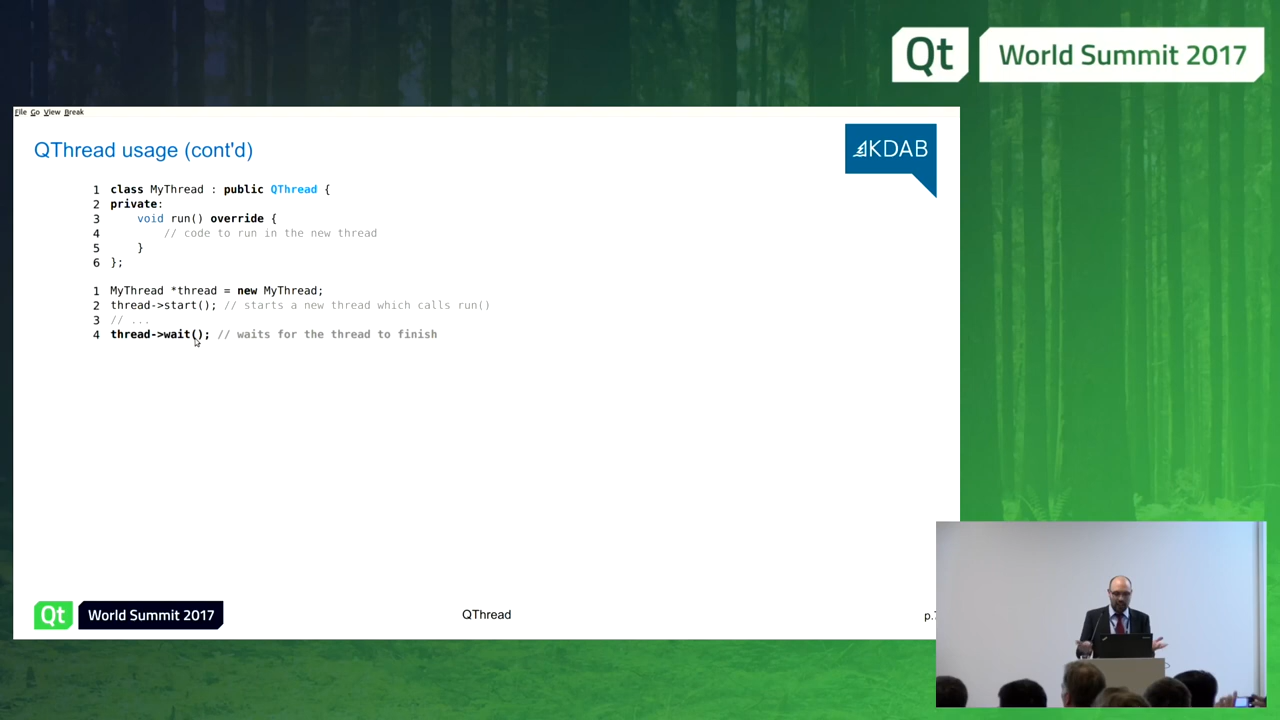 Qt World Summit 2017
File Go View Break
QThread usage (cont'd)
KDAB
1 class MyThread : public QThread {
2 private:
3 void run() override {
4 // code to run in the new thread
5 }
6 };
1 MyThread *thread = new MyThread;
2 thread->start(); // starts a new thread which calls run()
3 // ...
4 thread->wait(); // waits for the thread to finish
Qt World Summit 2017
QThread